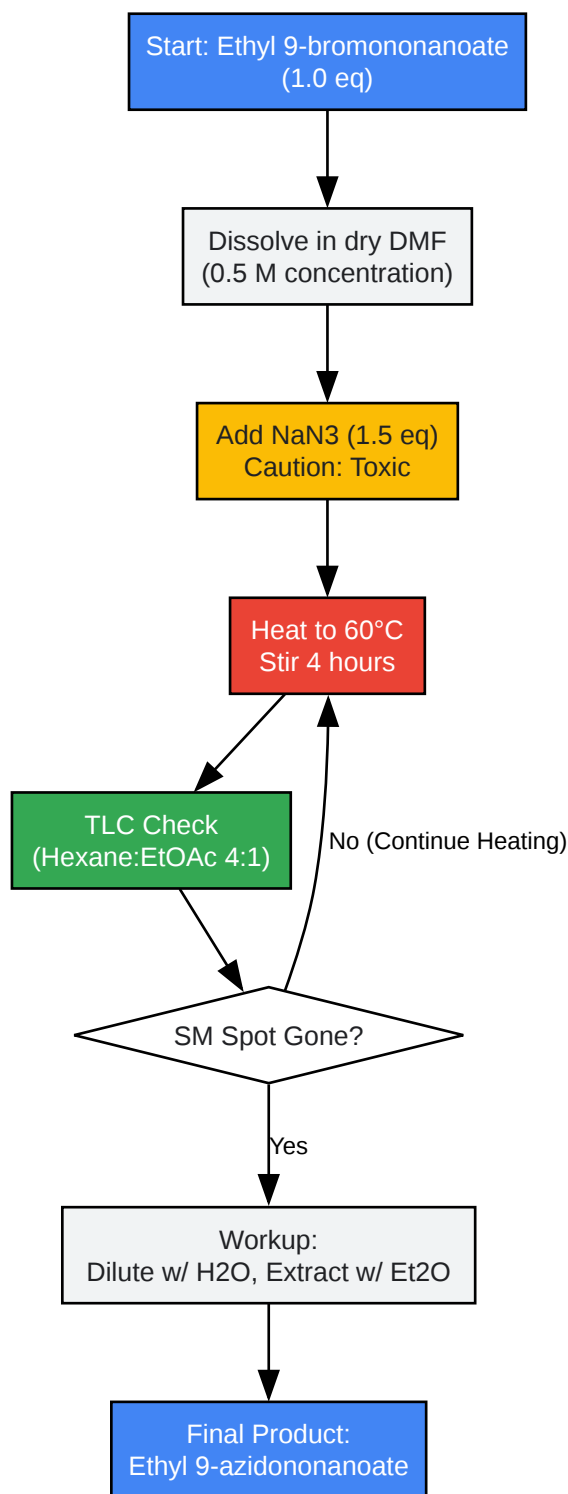 Start: Ethyl 9-bromononanoate
(1.0 eq)
Dissolve in dry DMF
(0.5 M concentration)
Add NaN3 (1.5 eq)
Caution: Toxic
Heat to 60°C
Stir 4 hours
TLC Check
(Hexane:EtOAc 4:1)
No (Continue Heating)
SM Spot Gone?
Yes
Workup:
Dilute w/ H2O, Extract w/ Et2O
Final Product:
Ethyl 9-azidononanoate